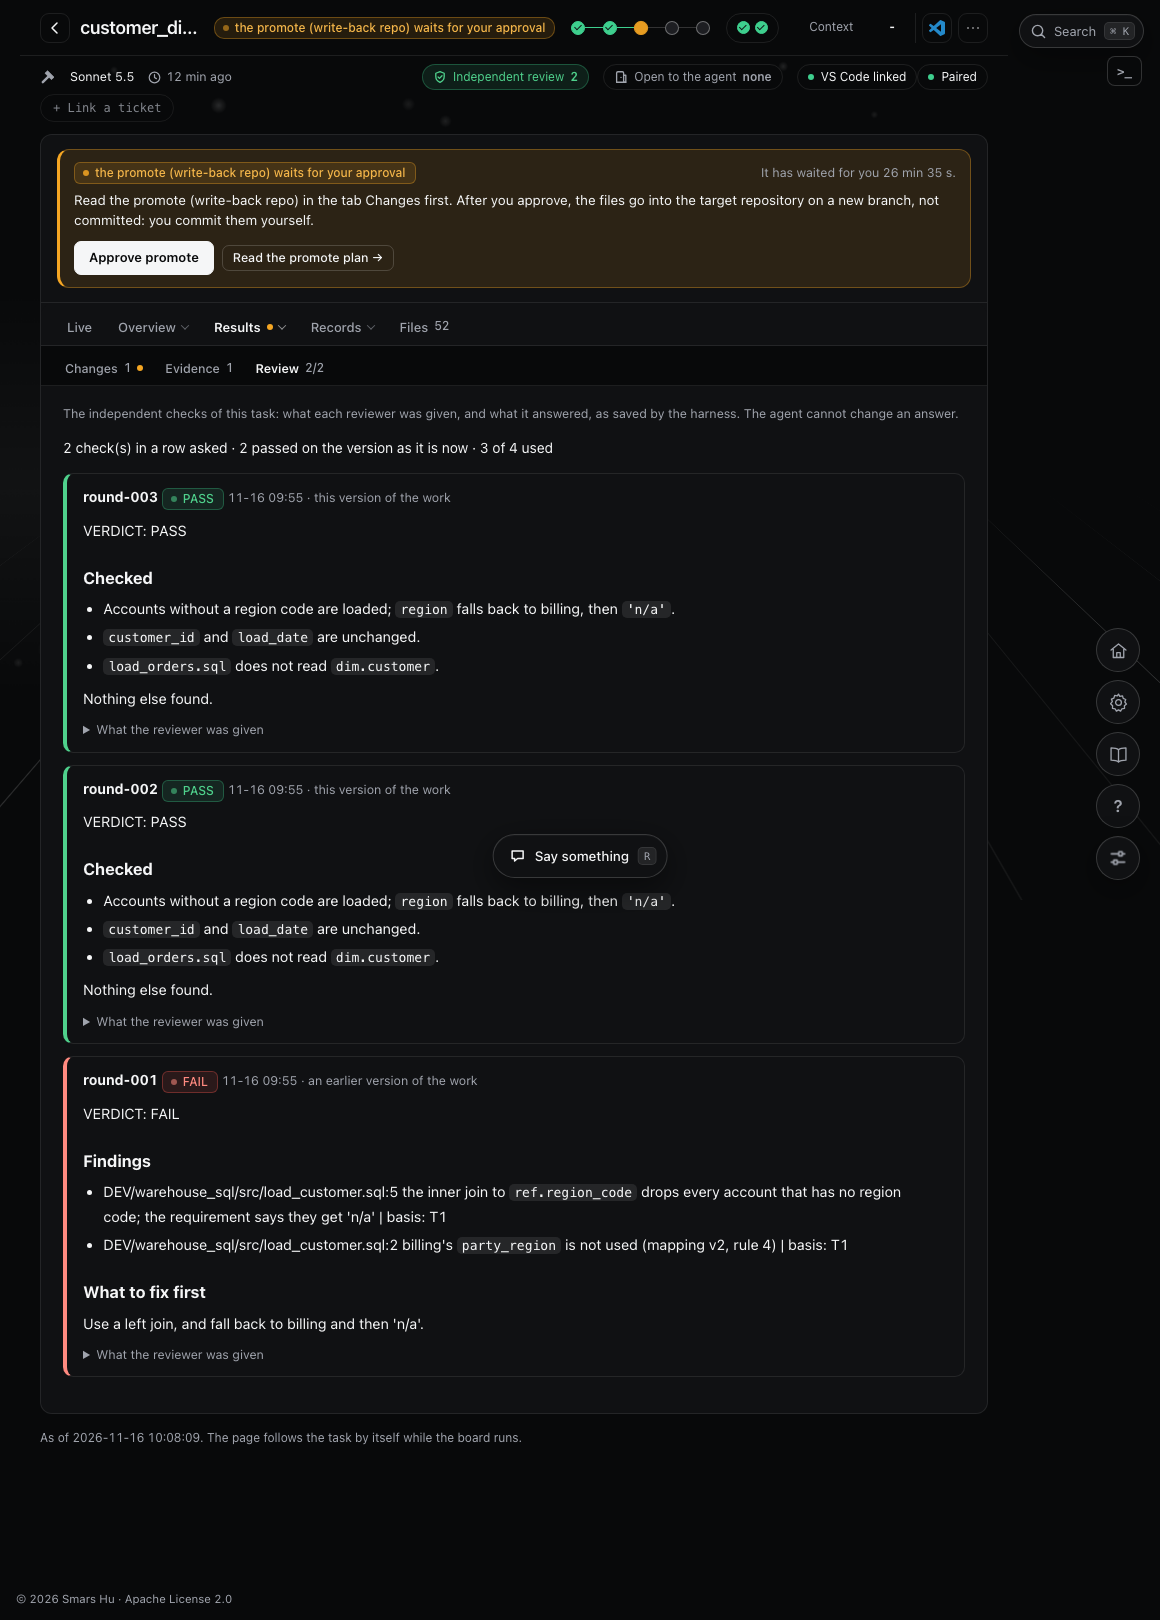 customer_di...
the promote (write-back repo) waits for your approval
Context
-
Search ⌘ K
>_
Sonnet 5.5
12 min ago
Independent review 2
Open to the agent none
VS Code linked
Paired
+ Link a ticket
the promote (write-back repo) waits for your approval
It has waited for you 26 min 35 s.
Read the promote (write-back repo) in the tab Changes first. After you approve, the files go into the target repository on a new branch, not
committed: you commit them yourself.
Approve promote
Read the promote plan →
Live
Overview
Results
Records
Files 52
Changes 1
Evidence 1
Review 2/2
The independent checks of this task: what each reviewer was given, and what it answered, as saved by the harness. The agent cannot change an answer.
2 check(s) in a row asked · 2 passed on the version as it is now · 3 of 4 used
round-003 PASS 11-16 09:55 · this version of the work
VERDICT: PASS
Checked
• Accounts without a region code are loaded; region falls back to billing, then 'n/a'.
• customer_id and load_date are unchanged.
• load_orders.sql does not read dim.customer.
Nothing else found.
What the reviewer was given
round-002 PASS 11-16 09:55 · this version of the work
VERDICT: PASS
Say something R
Checked
• Accounts without a region code are loaded; region falls back to billing, then 'n/a'.
• customer_id and load_date are unchanged.
• load_orders.sql does not read dim.customer.
Nothing else found.
What the reviewer was given
round-001 FAIL 11-16 09:55 · an earlier version of the work
VERDICT: FAIL
Findings
• DEV/warehouse_sql/src/load_customer.sql:5 the inner join to ref.region_code drops every account that has no region
code; the requirement says they get 'n/a' | basis: T1
• DEV/warehouse_sql/src/load_customer.sql:2 billing's party_region is not used (mapping v2, rule 4) | basis: T1
What to fix first
Use a left join, and fall back to billing and then 'n/a'.
What the reviewer was given
?
As of 2026-11-16 10:08:09. The page follows the task by itself while the board runs.
© 2026 Smars Hu · Apache License 2.0